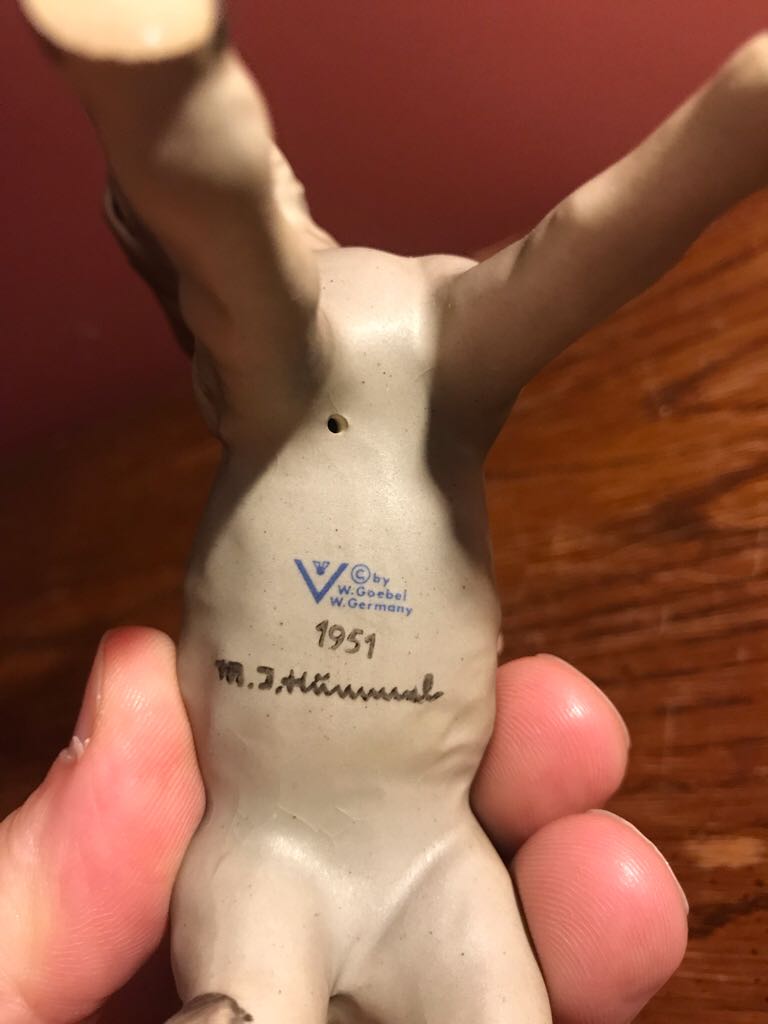 © by
W. Goebel
W. Germany
1951
M. J. Hümmel